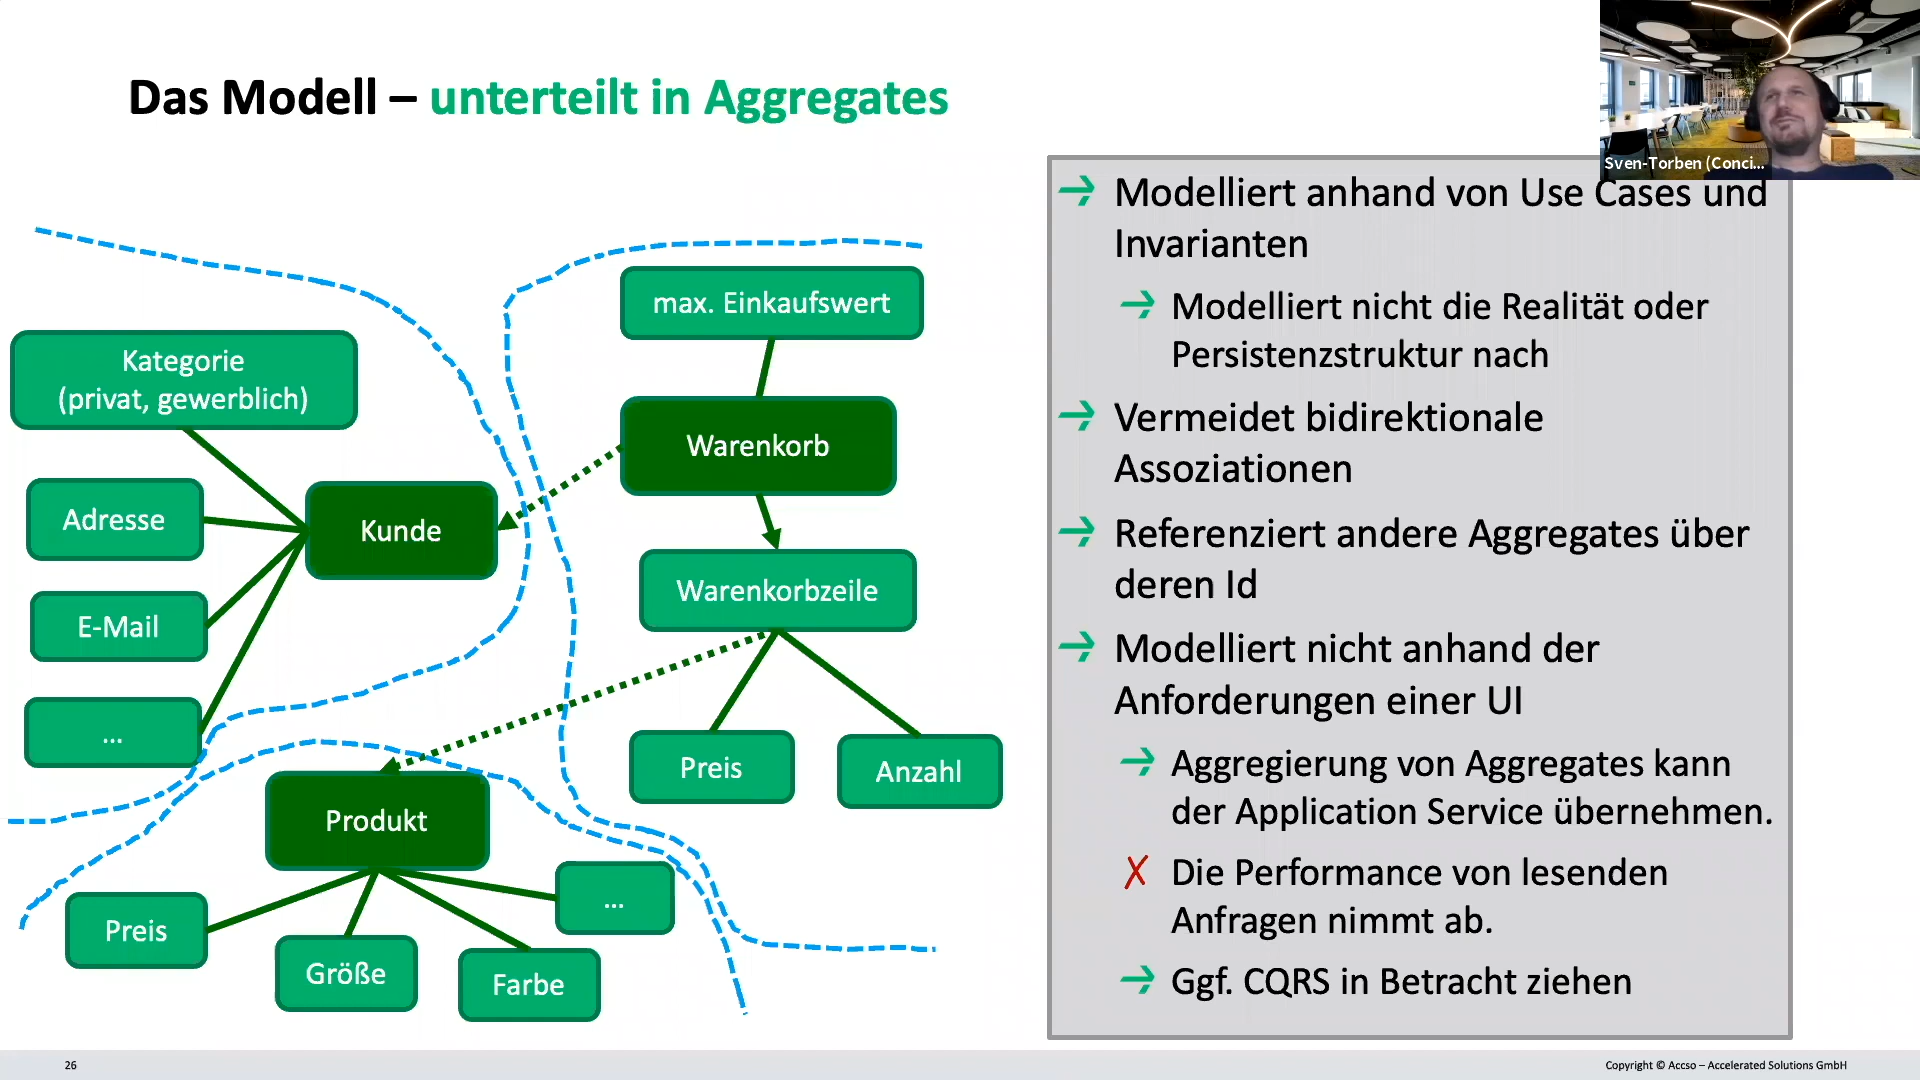 Das Modell – unterteilt in Aggregates
Sven-Torben (Conci...
max. Einkaufswert
Kategorie
(privat, gewerblich)
Warenkorb
Adresse
Kunde
Warenkorbzeile
E-Mail
...
Preis
Anzahl
Produkt
...
Preis
Größe
Farbe
Modelliert anhand von Use Cases und
Invarianten
Modelliert nicht die Realität oder
Persistenzstruktur nach
Vermeidet bidirektionale
Assoziationen
Referenziert andere Aggregates über
deren Id
Modelliert nicht anhand der
Anforderungen einer UI
Aggregierung von Aggregates kann
der Application Service übernehmen.
Die Performance von lesenden
Anfragen nimmt ab.
Ggf. CQRS in Betracht ziehen
26
Copyright © Accso – Accelerated Solutions GmbH